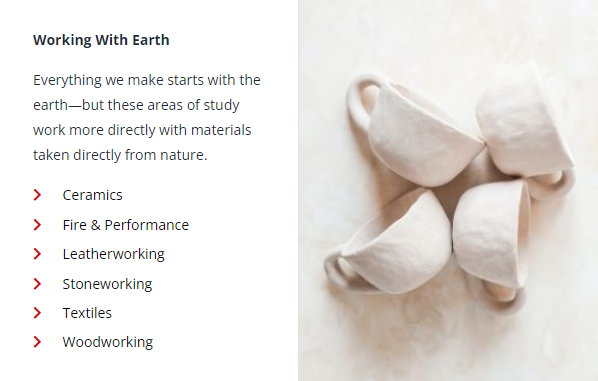 Working With Earth
Everything we make starts with the
earth—but these areas of study
work more directly with materials
taken directly from nature.
Ceramics
Fire & Performance
Leatherworking
Stoneworking
Textiles
Woodworking